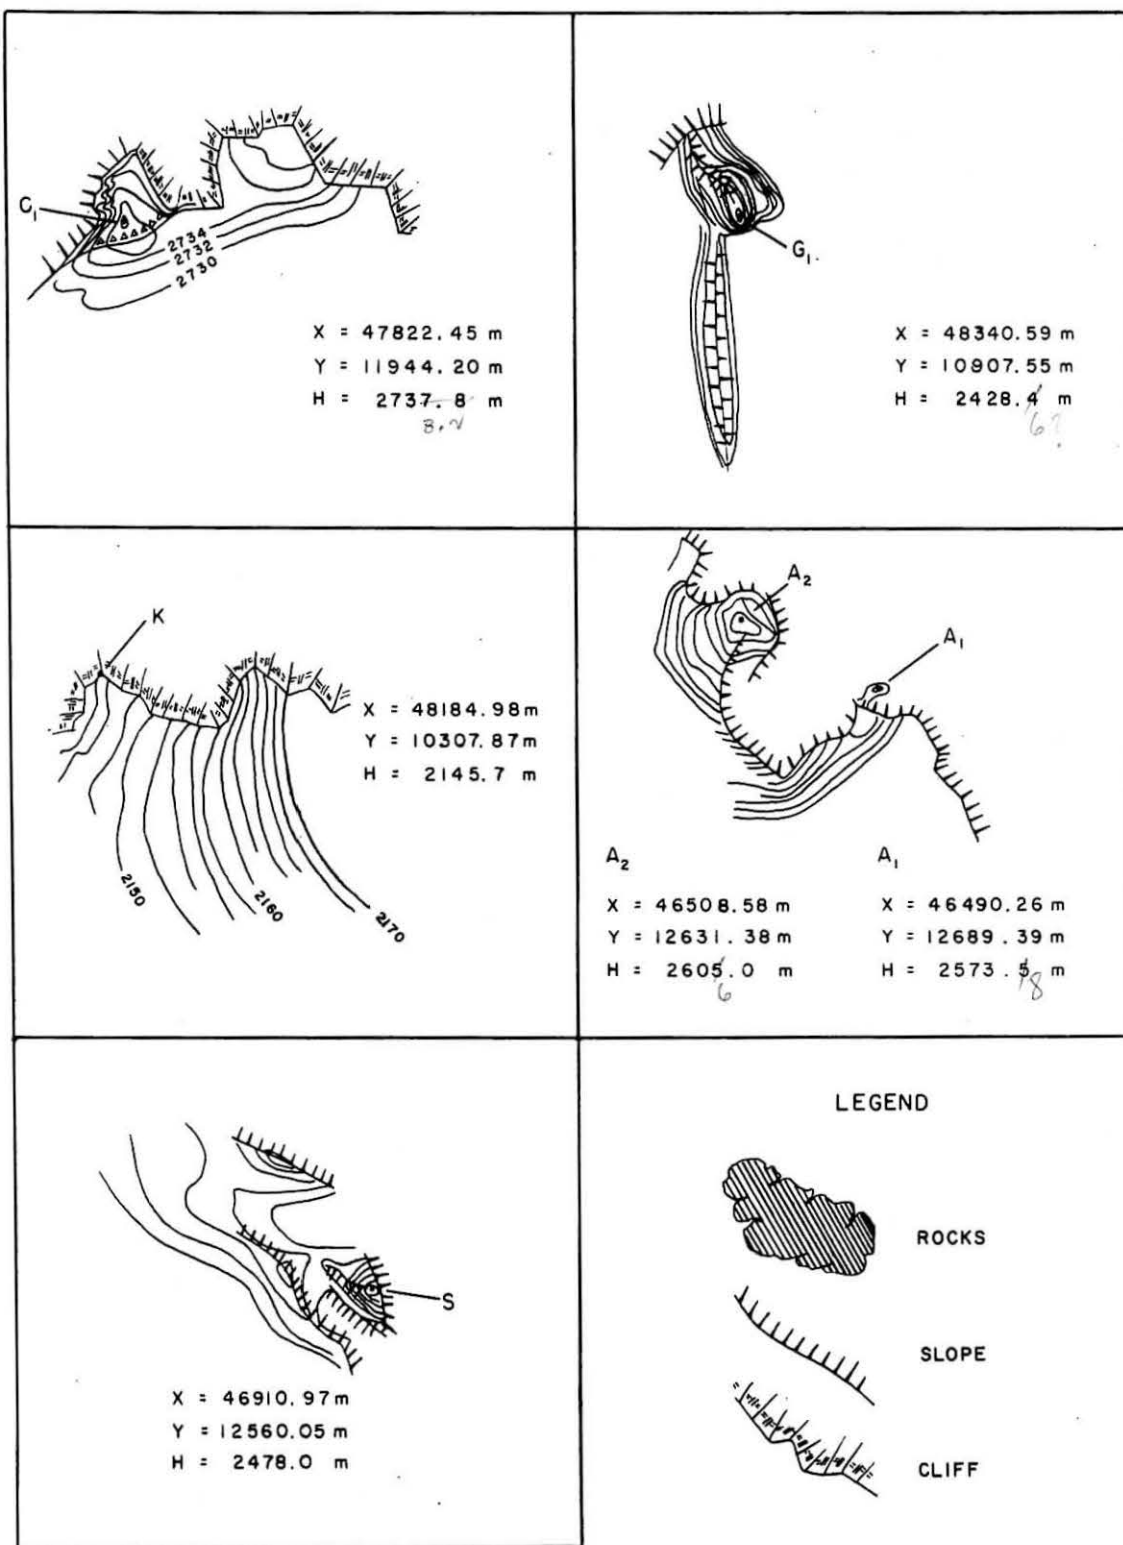 C₁
2734
2732
2730
X = 47822.45 m
Y = 11944.20 m
H = 2737.8 m
G₁.
X = 48340.59 m
Y = 10907.55 m
H = 2428.4 m
6?
K
X = 48184.98m
Y = 10307.87m
H = 2145.7 m
2150
2160
2170
A₂
A₁
A₂
X = 46508.58 m
Y = 12631.38 m
H = 2605.0 m
6
A₁
X = 46490.26 m
Y = 12689.39 m
H = 2573.5 m
8
S
X = 46910.97m
Y = 12560.05m
H = 2478.0 m
LEGEND
ROCKS
SLOPE
CLIFF